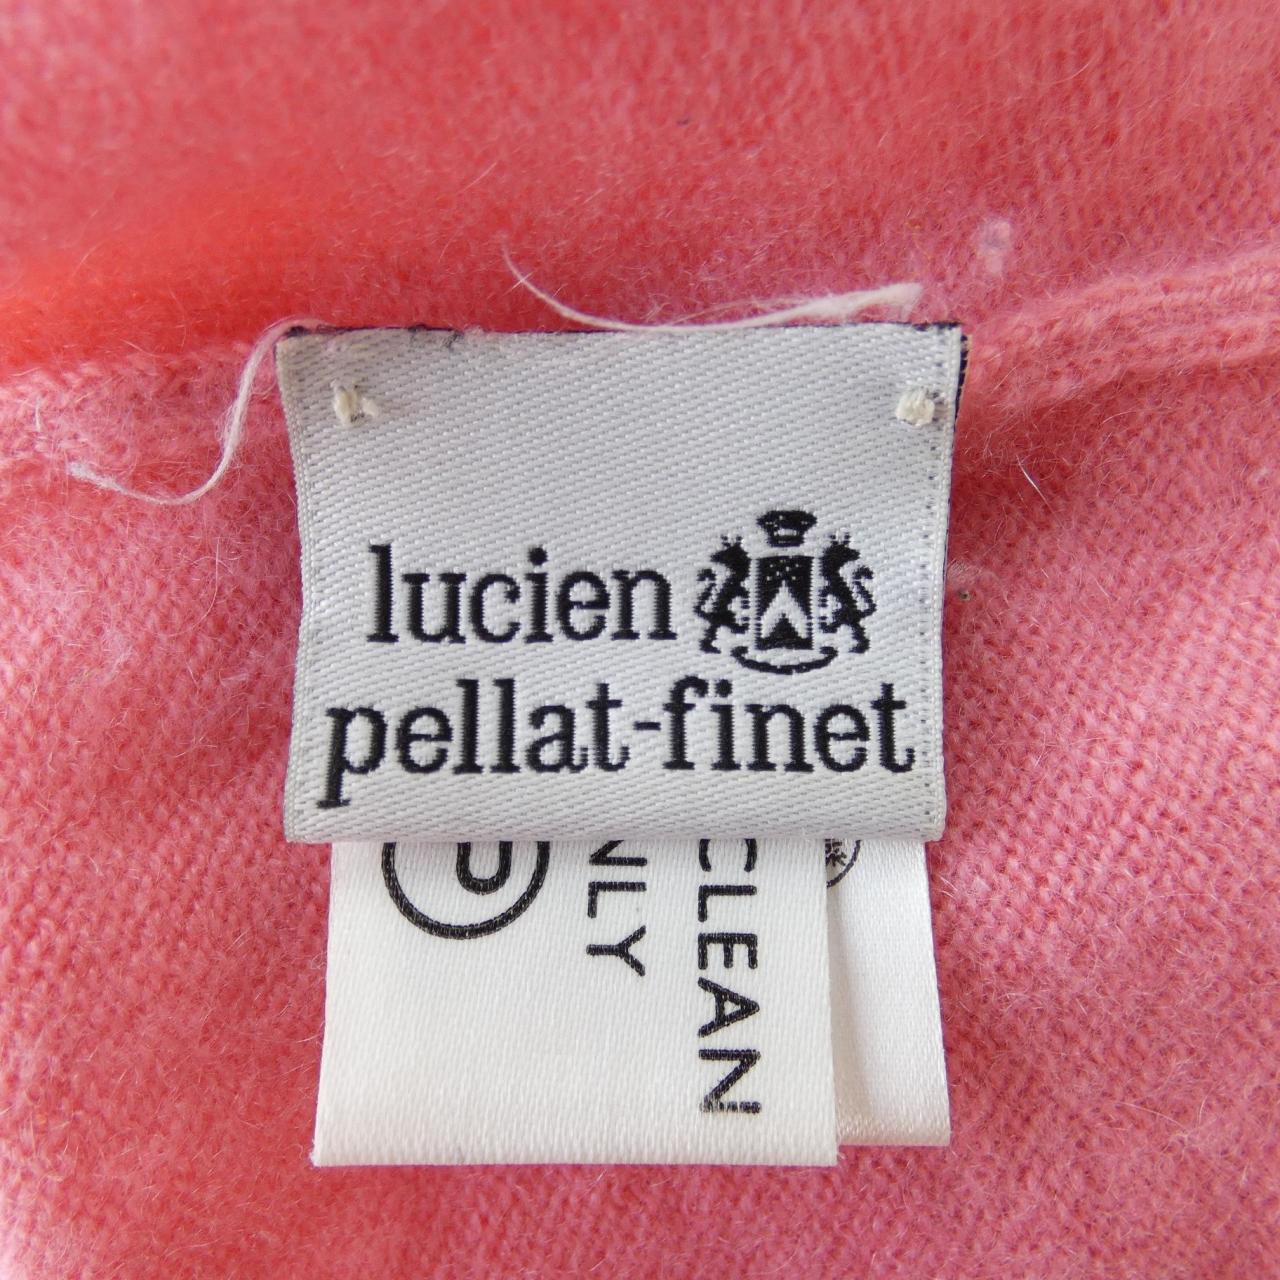 lucien
pellat-finet
CLEAN
NLY